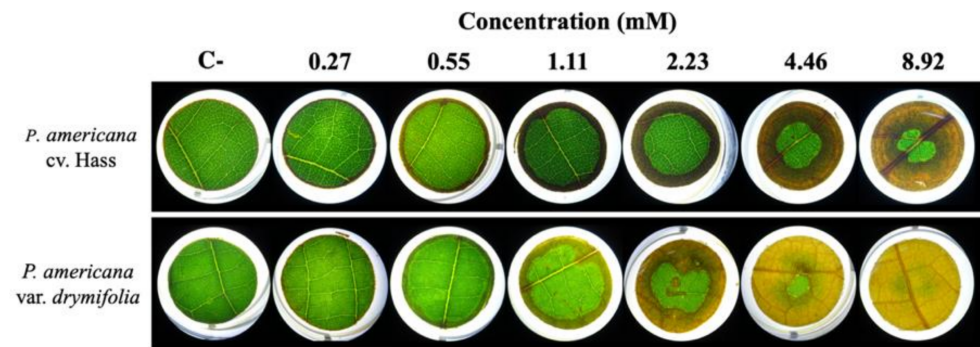 Concentration (mM)
C- 0.27 0.55 1.11 2.23 4.46 8.92
P. americana
cv. Hass
P. americana
var. drymifolia